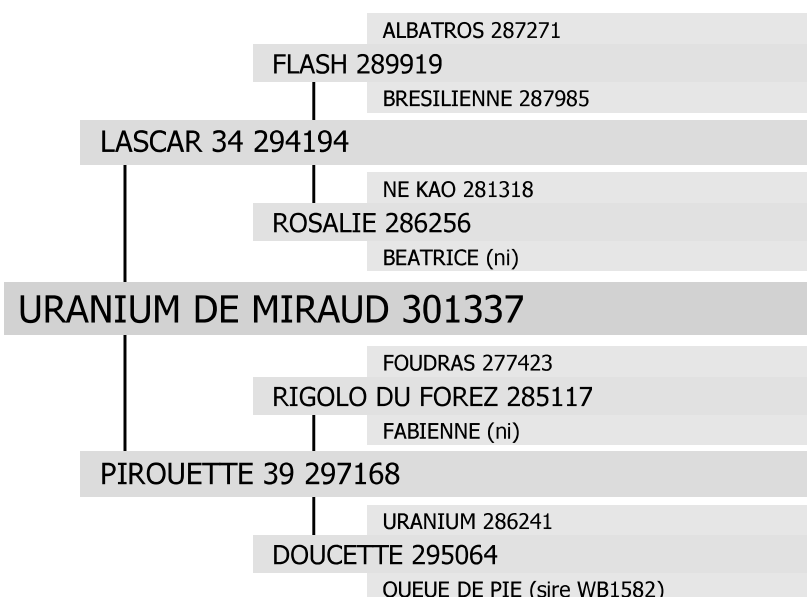 ALBATROS 287271
FLASH 289919
BRESILIENNE 287985
LASCAR 34 294194
NE KAO 281318
ROSALIE 286256
BEATRICE (ni)
URANIUM DE MIRAUD 301337
FOUDRAS 277423
RIGOLO DU FOREZ 285117
FABIENNE (ni)
PIROUETTE 39 297168
URANIUM 286241
DOUCETTE 295064
QUEUE DE PIE (sire WB1582)